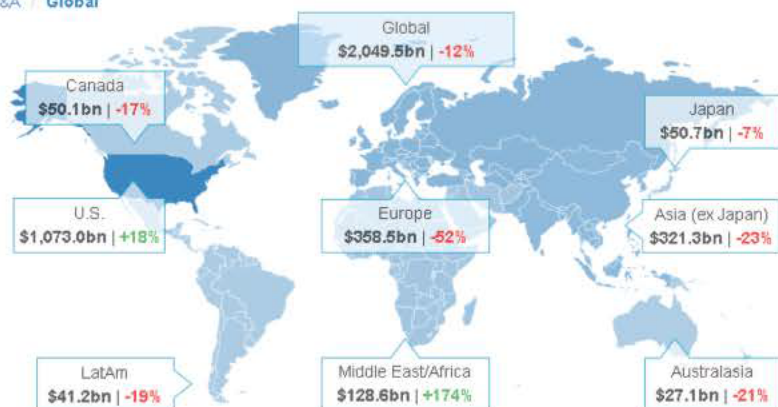 &A / Global
Global
$2,049.5bn | -12%
Canada
$50.1bn | -17%
Japan
$50.7bn | -7%
U.S.
$1,073.0bn | +18%
Europe
$358.5bn | -52%
Asia (ex Japan)
$321.3bn | -23%
LatAm
$41.2bn | -19%
Middle East/Africa
$128.6bn | +174%
Australasia
$27.1bn | -21%